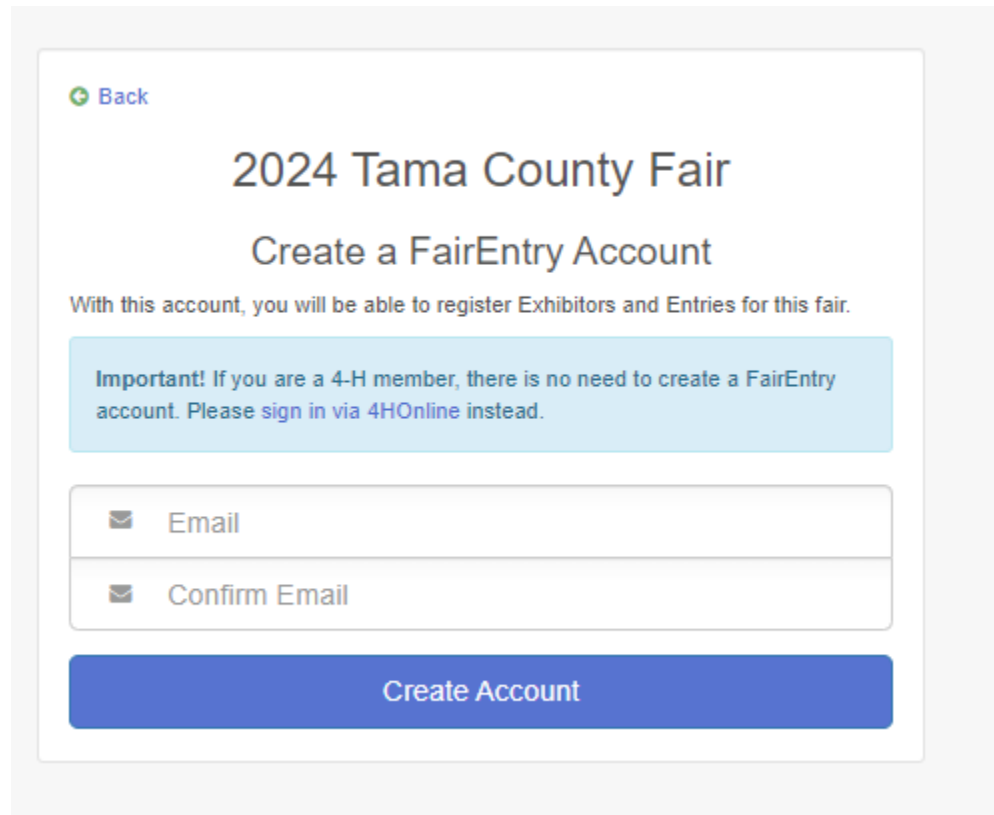 Back
2024 Tama County Fair
Create a FairEntry Account
With this account, you will be able to register Exhibitors and Entries for this fair.
Important! If you are a 4-H member, there is no need to create a FairEntry
account. Please sign in via 4HOnline instead.
Email
Confirm Email
Create Account